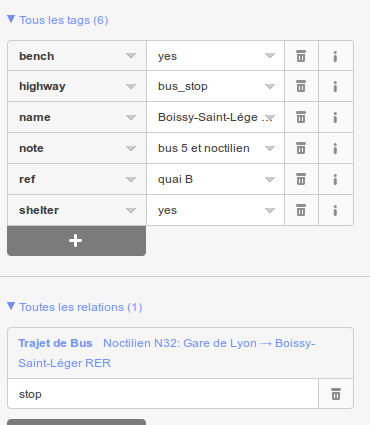 Tous les tags (6)
bench yes
highway bus_stop
name Boissy-Saint-Lége ...
note bus 5 et noctilien
ref quai B
shelter yes
Toutes les relations (1)
Trajet de Bus Noctilien N32: Gare de Lyon → Boissy-
Saint-Léger RER
stop